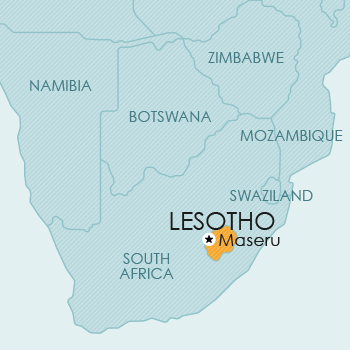 ZIMBABWE
NAMIBIA
BOTSWANA
MOZAMBIQUE
SWAZILAND
LESOTHO
Maseru
SOUTH
AFRICA